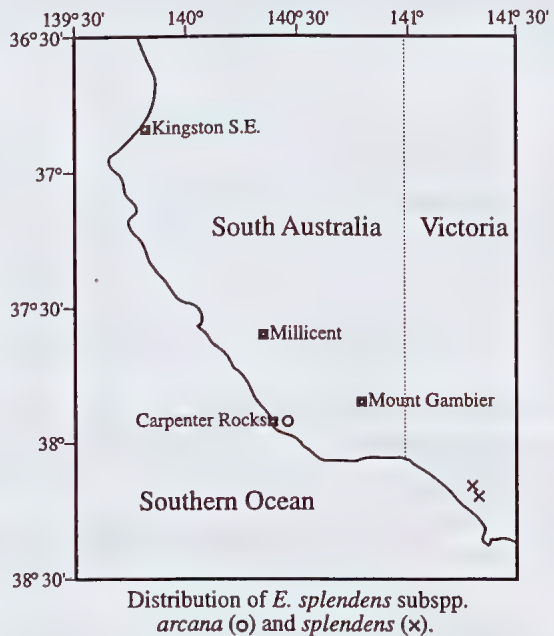 139° 30' 140° 140° 30' 141° 141° 30'
36° 30'
Kingston S.E.
37°
South Australia Victoria
37° 30'
Millicent
Mount Gambier
Carpenter Rocks
38°
Southern Ocean
38° 30'
Distribution of E. splendens subspp.
arcana (o) and splendens (×).